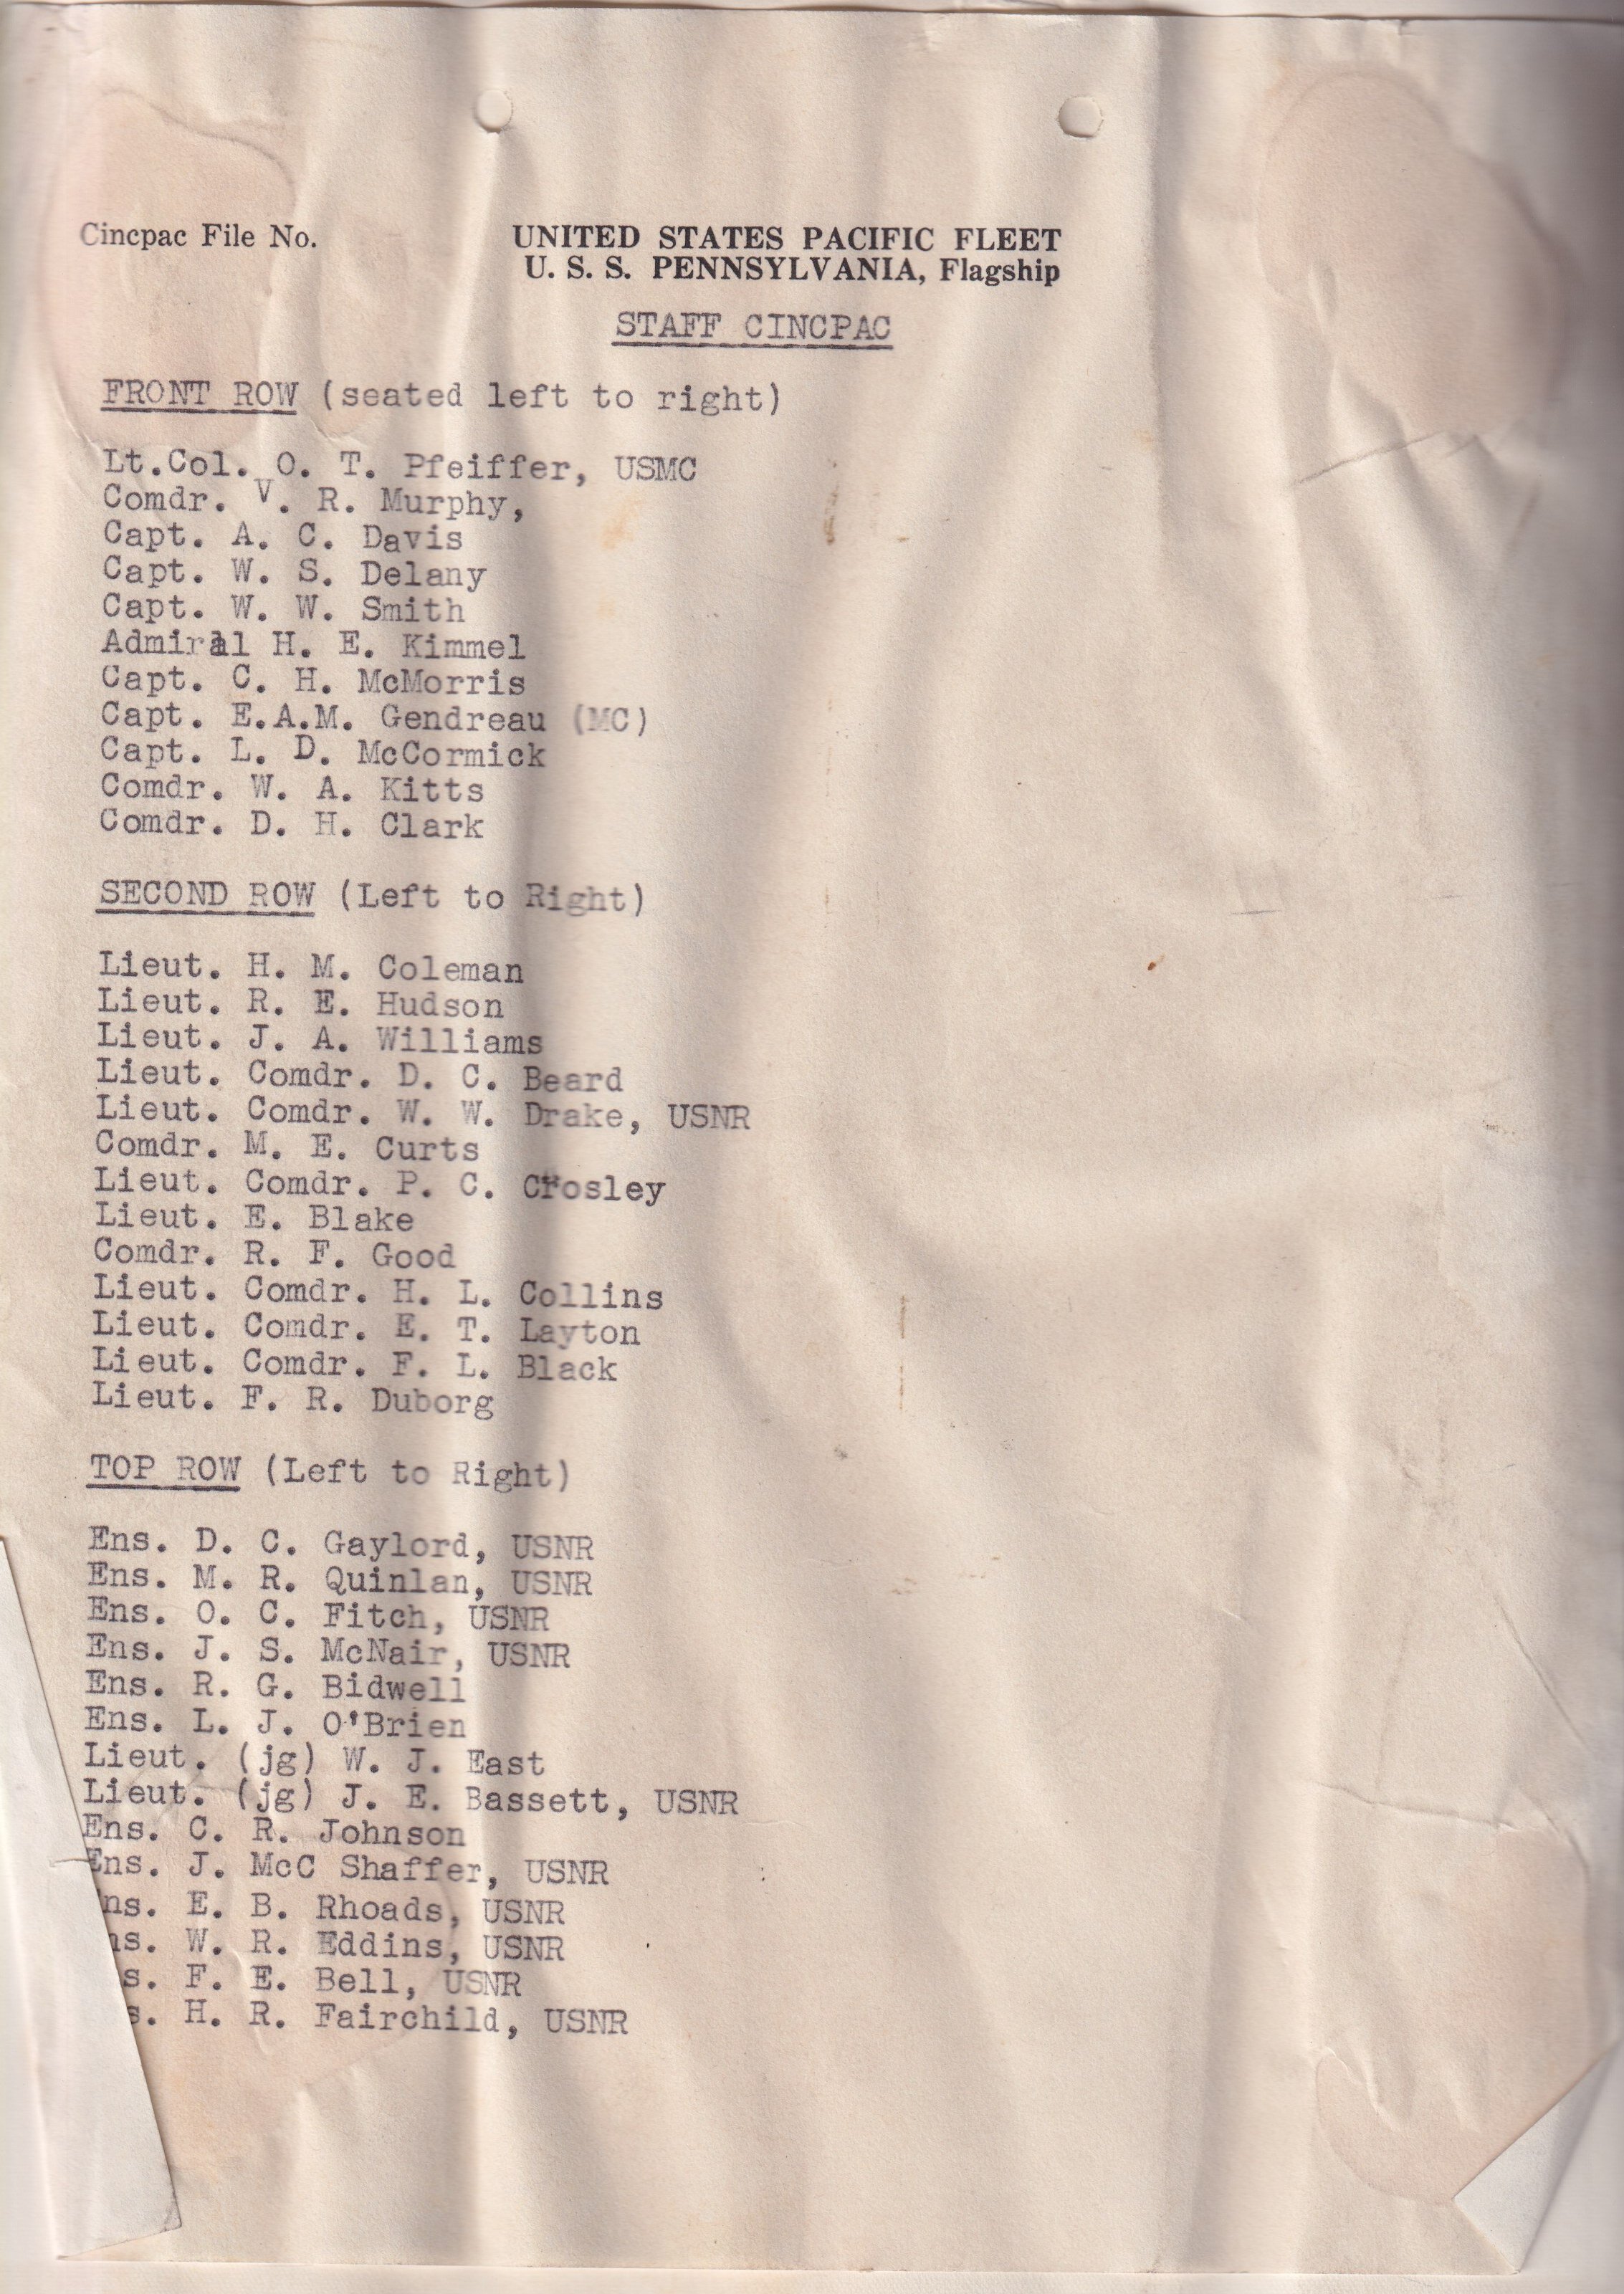 Cincpac File No.
UNITED STATES PACIFIC FLEET
U. S. S. PENNSYLVANIA, Flagship
STAFF CINCPAC
FRONT ROW (seated left to right)
Lt.Col. O. T. Pfeiffer, USMC
Comdr. V. R. Murphy,
Capt. A. C. Davis
Capt. W. S. Delany
Capt. W. W. Smith
Admiral H. E. Kimmel
Capt. C. H. McMorris
Capt. E.A.M. Gendreau (MC)
Capt. L. D. McCormick
Comdr. W. A. Kitts
Comdr. D. H. Clark
SECOND ROW (Left to Right)
Lieut. H. M. Coleman
Lieut. R. E. Hudson
Lieut. J. A. Williams
Lieut. Comdr. D. C. Beard
Lieut. Comdr. W. W. Drake, USNR
Comdr. M. E. Curts
Lieut. Comdr. P. C. Crosley
Lieut. E. Blake
Comdr. R. F. Good
Lieut. Comdr. H. L. Collins
Lieut. Comdr. E. T. Layton
Lieut. Comdr. F. L. Black
Lieut. F. R. Duborg
TOP ROW (Left to Right)
Ens. D. C. Gaylord, USNR
Ens. M. R. Quinlan, USNR
Ens. O. C. Fitch, USNR
Ens. J. S. McNair, USNR
Ens. R. G. Bidwell
Ens. L. J. O'Brien
Lieut. (jg) W. J. East
Lieut. (jg) J. E. Bassett, USNR
Ens. C. R. Johnson
Ens. J. McC Shaffer, USNR
ns. E. B. Rhoads, USNR
ns. W. R. Eddins, USNR
s. F. E. Bell, USNR
s. H. R. Fairchild, USNR